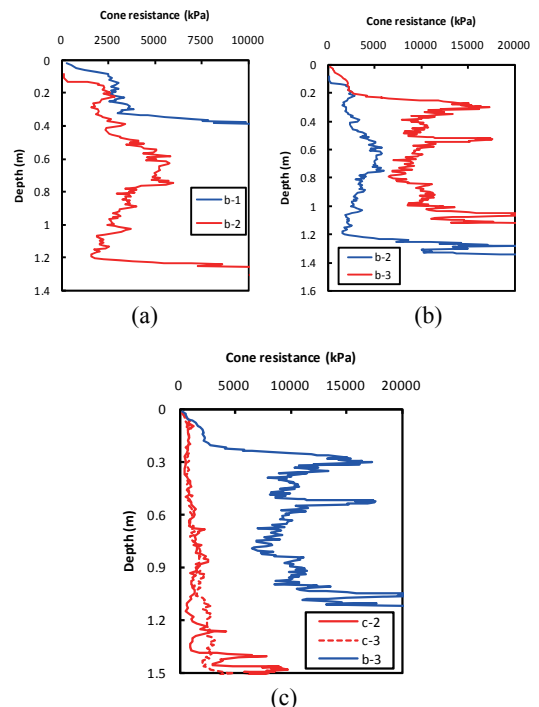 Cone resistance (kPa)
0 2500 5000 7500 10000
0
0.2
0.4
0.6
0.8
1
1.2
1.4
Depth (m)
b-1
b-2
(a)
Cone resistance (kPa)
0 5000 10000 15000 20000
0
0.2
0.4
0.6
0.8
1
1.2
1.4
1.6
Depth (m)
b-2
b-3
(b)
Cone resistance (kPa)
0 5000 10000 15000 20000
0
0.3
0.6
0.9
1.2
1.5
Depth (m)
c-2
c-3
b-3
(c)